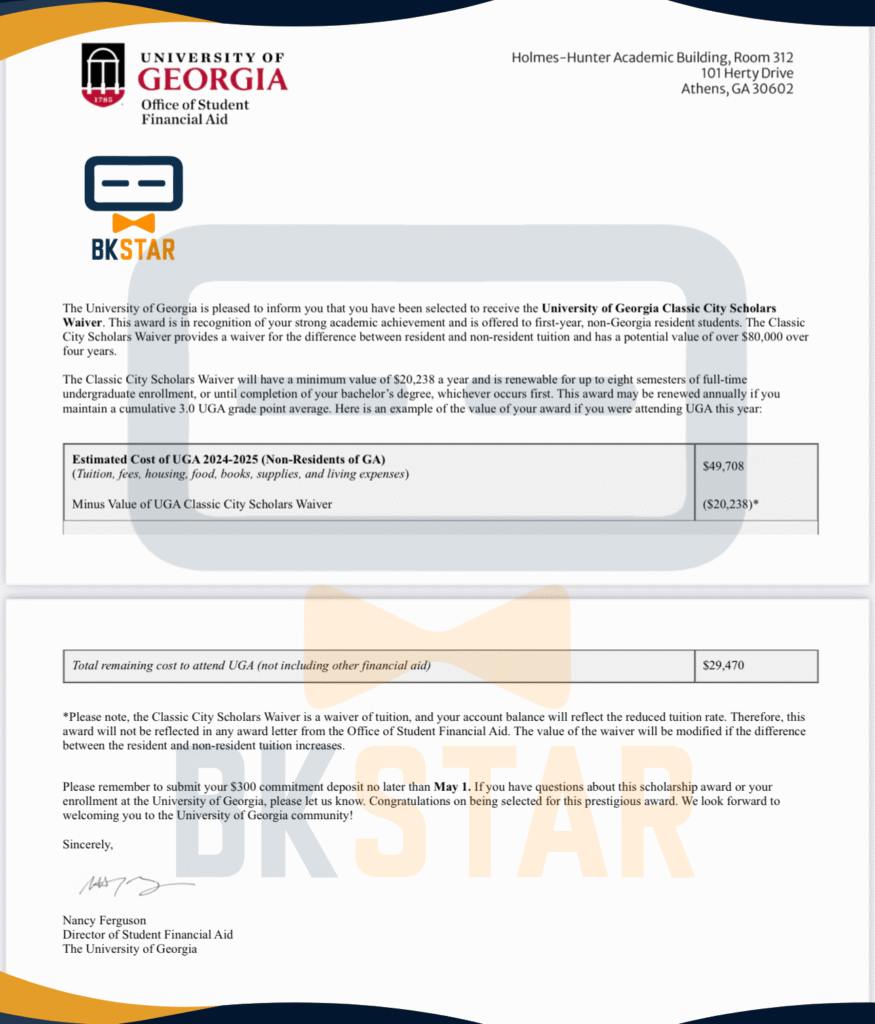 UNIVERSITY OF
GEORGIA
1785
Office of Student
Financial Aid
Holmes-Hunter Academic Building, Room 312
101 Herty Drive
Athens, GA 30602
BKSTAR
The University of Georgia is pleased to inform you that you have been selected to receive the University of Georgia Classic City Scholars
Waiver. This award is in recognition of your strong academic achievement and is offered to first-year, non-Georgia resident students. The Classic
City Scholars Waiver provides a waiver for the difference between resident and non-resident tuition and has a potential value of over $80,000 over
four years.
The Classic City Scholars Waiver will have a minimum value of $20,238 a year and is renewable for up to eight semesters of full-time
undergraduate enrollment, or until completion of your bachelor's degree, whichever occurs first. This award may be renewed annually if you
maintain a cumulative 3.0 UGA grade point average. Here is an example of the value of your award if you were attending UGA this year:
Estimated Cost of UGA 2024-2025 (Non-Residents of GA)
(Tuition, fees, housing, food, books, supplies, and living expenses)
$49,708
Minus Value of UGA Classic City Scholars Waiver
($20,238)*
Total remaining cost to attend UGA (not including other financial aid)
$29,470
*Please note, the Classic City Scholars Waiver is a waiver of tuition, and your account balance will reflect the reduced tuition rate. Therefore, this
award will not be reflected in any award letter from the Office of Student Financial Aid. The value of the waiver will be modified if the difference
between the resident and non-resident tuition increases.
Please remember to submit your $300 commitment deposit no later than May 1. If you have questions about this scholarship award or your
enrollment at the University of Georgia, please let us know. Congratulations on being selected for this prestigious award. We look forward to
welcoming you to the University of Georgia community!
BKSTAR
Sincerely,
Nancy Ferguson
Director of Student Financial Aid
The University of Georgia